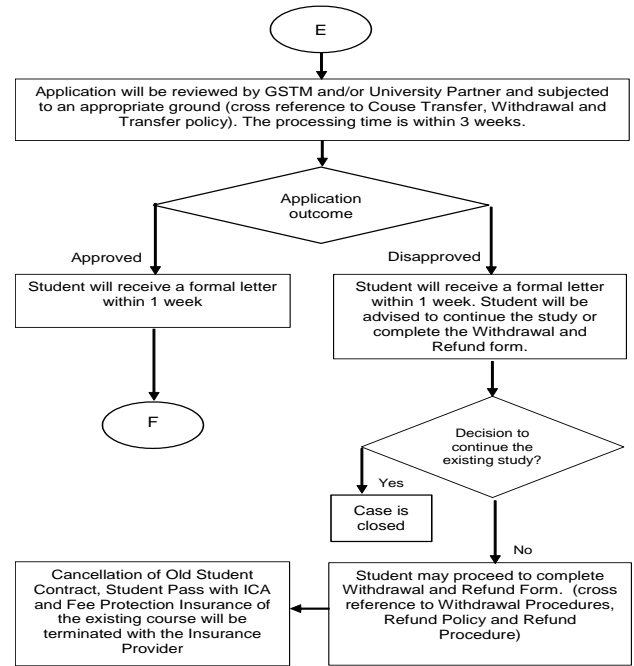 E
Application will be reviewed by GSTM and/or University Partner and subjected
to an appropriate ground (cross reference to Couse Transfer, Withdrawal and
Transfer policy). The processing time is within 3 weeks.
Application
outcome
Approved
Disapproved
Student will receive a formal letter
within 1 week
Student will receive a formal letter
within 1 week. Student will be
advised to continue the study or
complete the Withdrawal and
Refund form.
F
Decision to
continue the
existing study?
Yes
Case is
closed
No
Student may proceed to complete
Withdrawal and Refund Form. (cross
reference to Withdrawal Procedures,
Refund Policy and Refund
Procedure)
Cancellation of Old Student
Contract, Student Pass with ICA
and Fee Protection Insurance of
the existing course will be
terminated with the Insurance
Provider